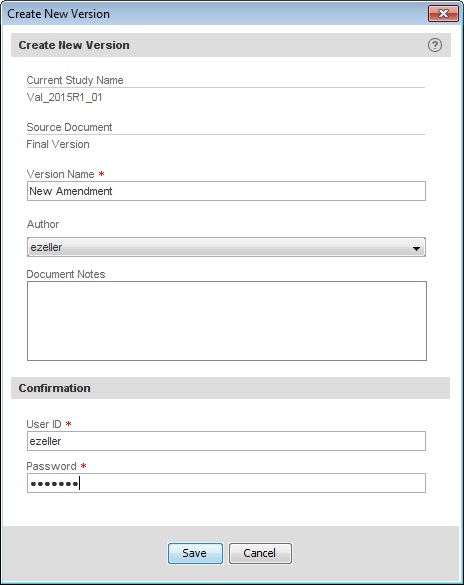 Create New Version
Create New Version ?
Current Study Name
Val_2015R1_01
Source Document
Final Version
Version Name *
New Amendment
Author
ezeller
Document Notes
Confirmation
User ID *
ezeller
Password *
●●●●●●●
Save Cancel